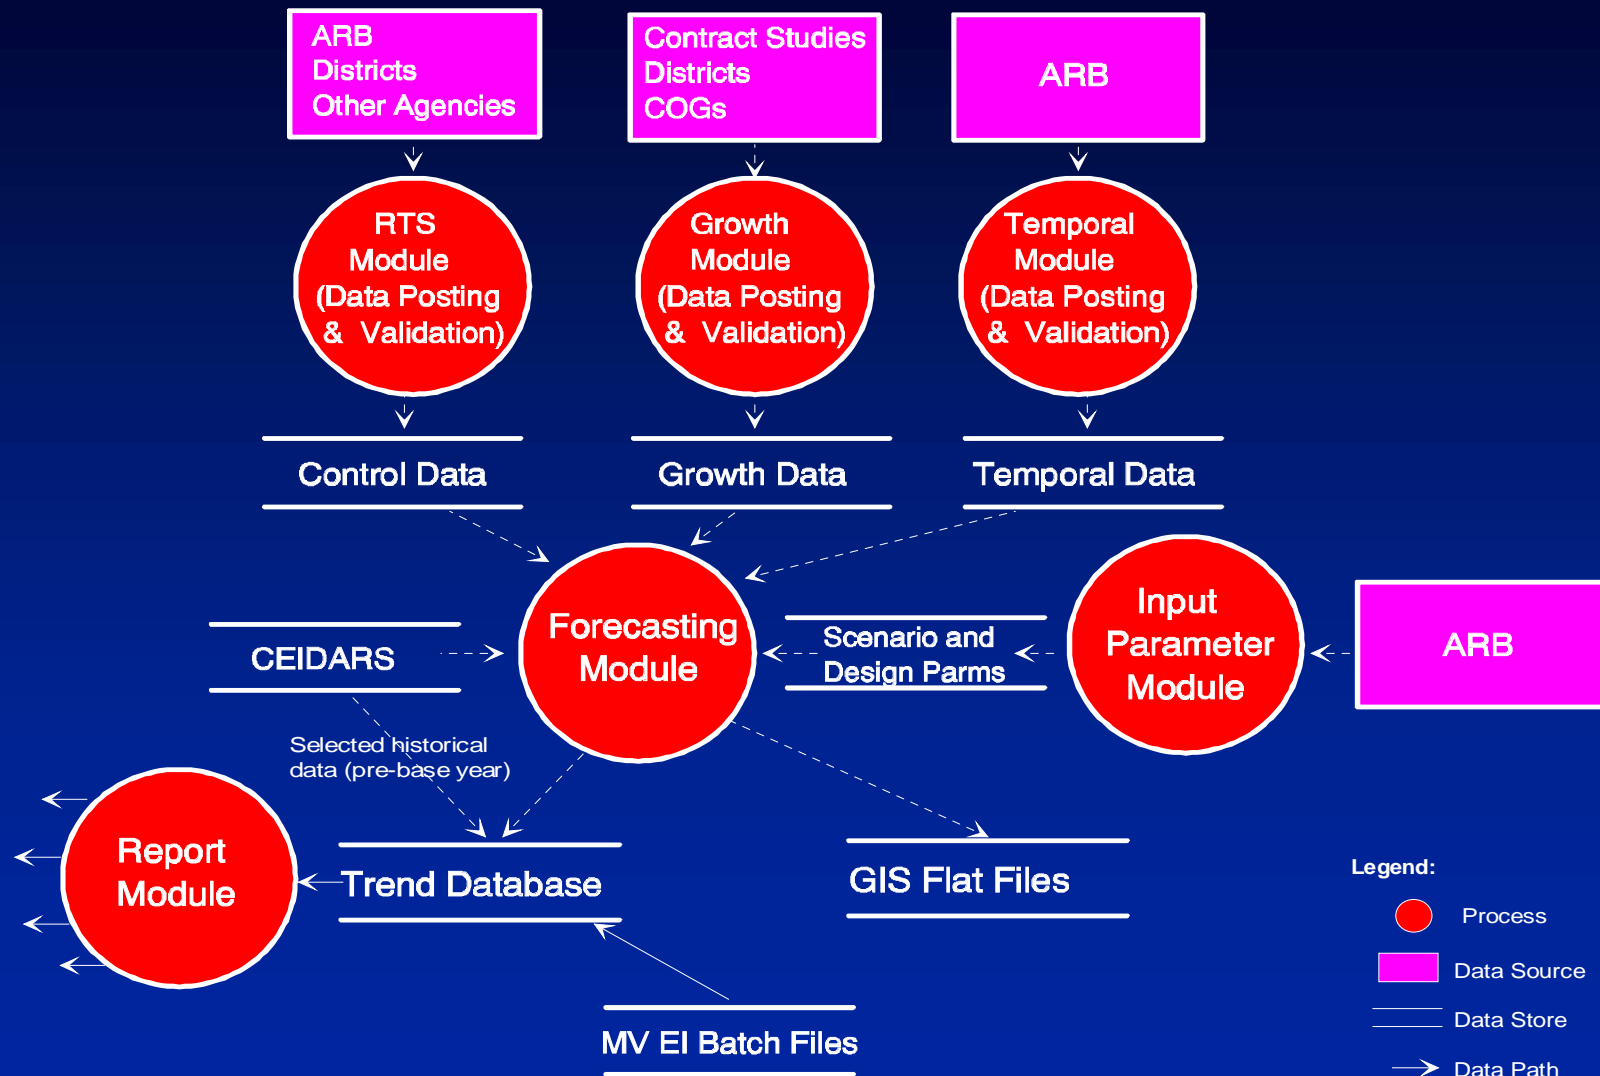 ARB
Districts
Other Agencies
Contract Studies
Districts
COGs
ARB
RTS
Module
(Data Posting
& Validation)
Growth
Module
(Data Posting
& Validation)
Temporal
Module
(Data Posting
& Validation)
Control Data
Growth Data
Temporal Data
CEIDARS
Forecasting
Module
Scenario and
Design Parms
Input
Parameter
Module
ARB
Selected historical
data (pre-base year)
Report
Module
Trend Database
GIS Flat Files
MV EI Batch Files
Legend:
Process
Data Source
Data Store
Data Path